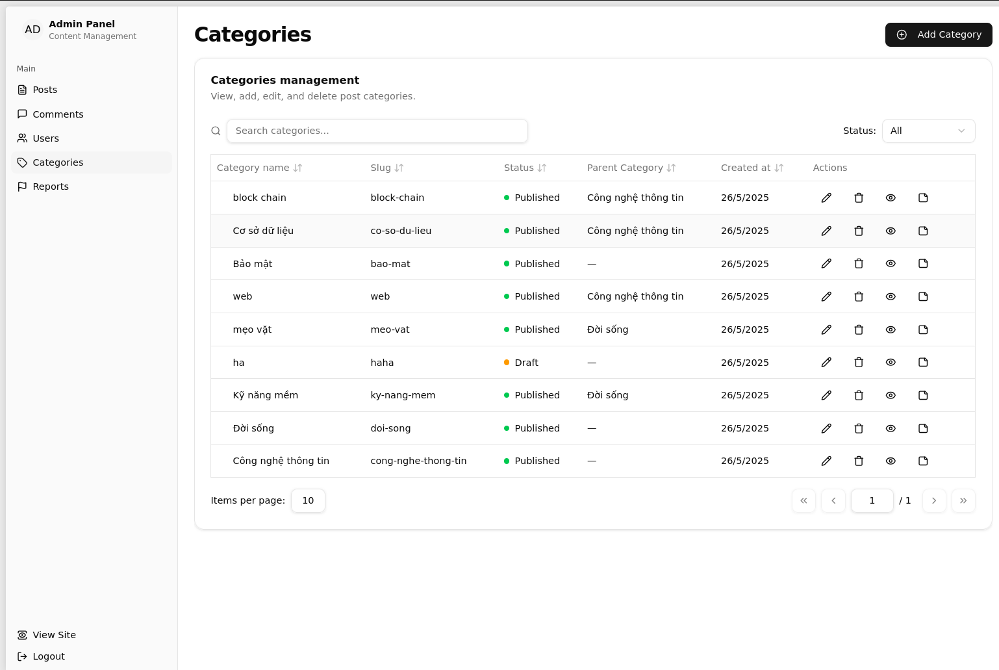 AD
Admin Panel
Content Management
Main
Posts
Comments
Users
Categories
Reports
View Site
Logout
Categories
Add Category
Categories management
View, add, edit, and delete post categories.
Search categories...
Status: All
Category name Slug Status Parent Category Created at Actions
block chain block-chain Published Công nghệ thông tin 26/5/2025
Cơ sở dữ liệu co-so-du-lieu Published Công nghệ thông tin 26/5/2025
Bảo mật bao-mat Published — 26/5/2025
web web Published Công nghệ thông tin 26/5/2025
mẹo vặt meo-vat Published Đời sống 26/5/2025
ha haha Draft — 26/5/2025
Kỹ năng mềm ky-nang-mem Published Đời sống 26/5/2025
Đời sống doi-song Published — 26/5/2025
Công nghệ thông tin cong-nghe-thong-tin Published — 26/5/2025
Items per page: 10
1 / 1